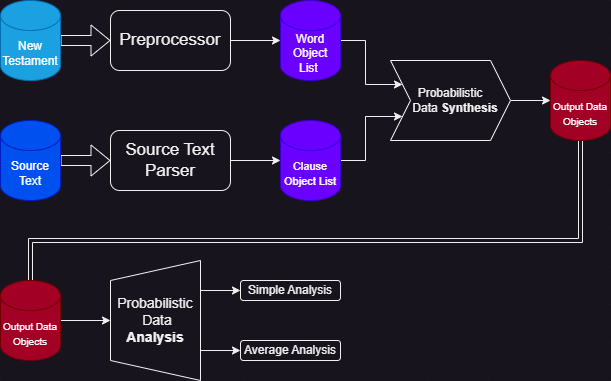 New
Testament
Preprocessor
Word
Object
List
Probabilistic
Data Synthesis
Output Data
Objects
Source
Text
Source Text
Parser
Clause
Object List
Output Data
Objects
Probabilistic
Data
Analysis
Simple Analysis
Average Analysis